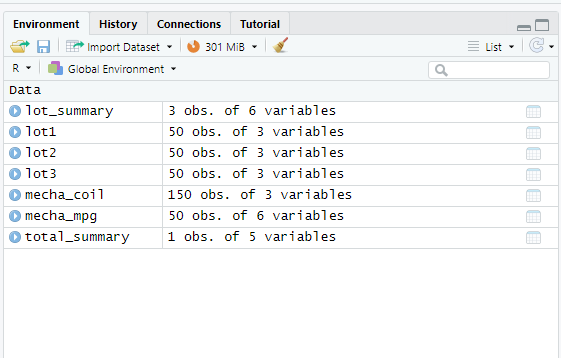 Environment History Connections Tutorial
Import Dataset 301 MiB List
R Global Environment
Data
lot_summary 3 obs. of 6 variables
lot1 50 obs. of 3 variables
lot2 50 obs. of 3 variables
lot3 50 obs. of 3 variables
mecha_coil 150 obs. of 3 variables
mecha_mpg 50 obs. of 6 variables
total_summary 1 obs. of 5 variables